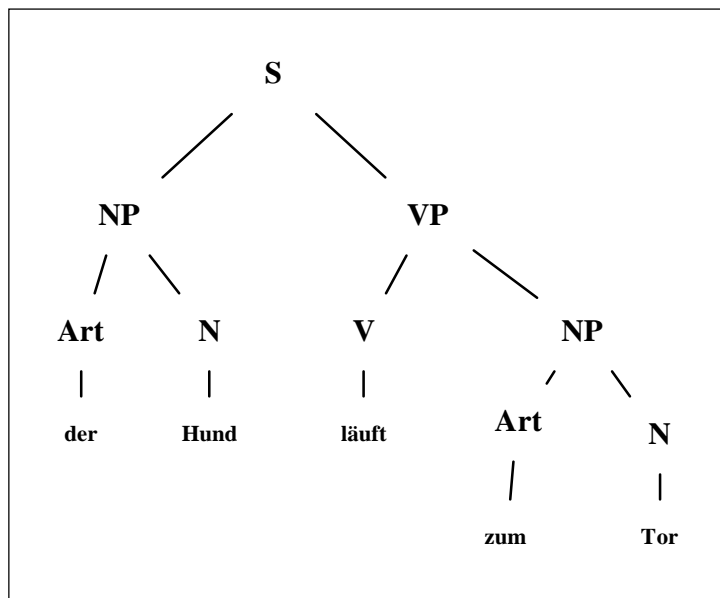 S
NP VP
Art N V NP
der Hund läuft Art N
zum Tor